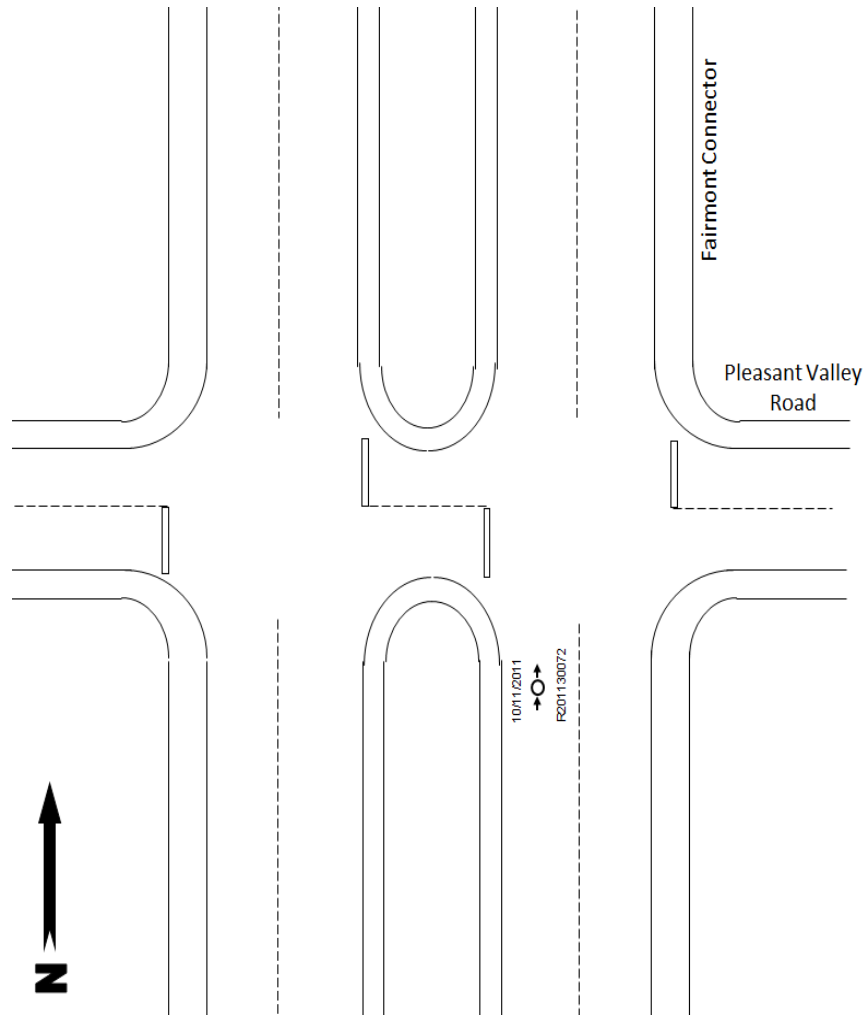 Fairmont Connector
Pleasant Valley
Road
10/11/2011
R201130072
N